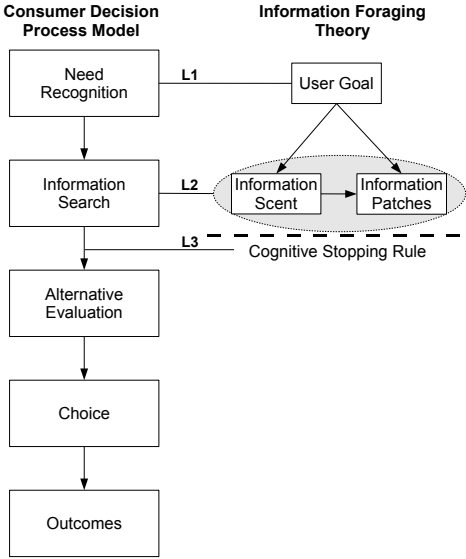 Consumer Decision
Process Model
Information Foraging
Theory
Need
Recognition
L1
User Goal
Information
Search
L2
Information
Scent
Information
Patches
L3
Cognitive Stopping Rule
Alternative
Evaluation
Choice
Outcomes